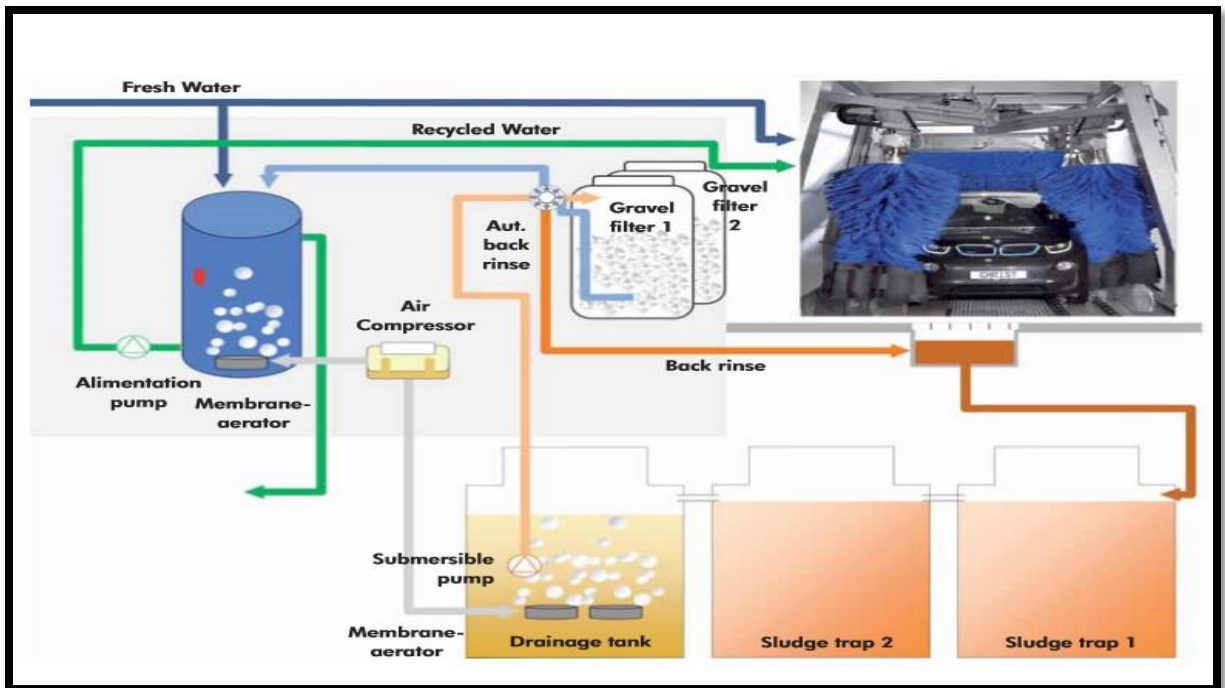 Fresh Water
Recycled Water
Gravel
filter 1
Gravel
filter
2
Aut.
back
rinse
Air
Compressor
Back rinse
Alimentation
pump
Membrane-
aerator
CHRIST
Submersible
pump
Membrane-
aerator
Drainage tank
Sludge trap 2
Sludge trap 1